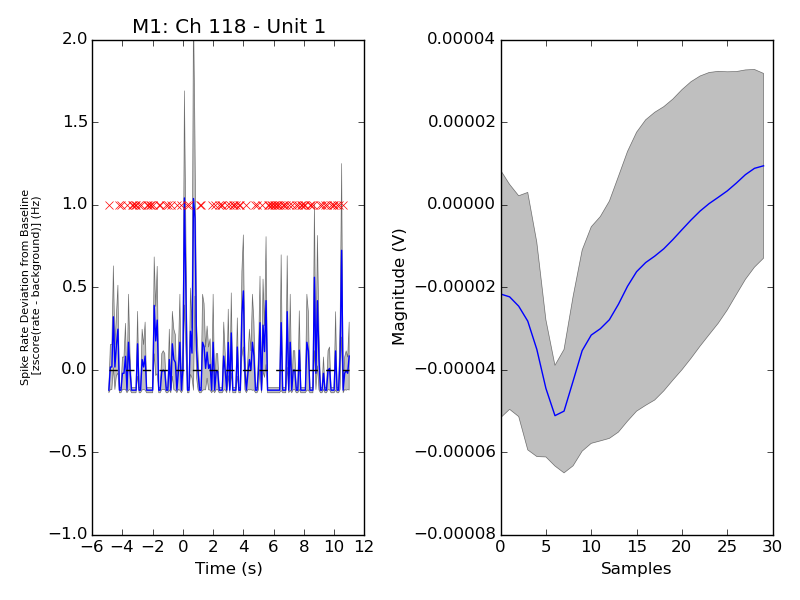 M1: Ch 118 - Unit 1
2.0
1.5
1.0
0.5
0.0
−0.5
−1.0
−6 −4 −2 0 2 4 6 8 10 12
Time (s)
Spike Rate Deviation from Baseline
[zscore(rate - background)] (Hz)
0.00004
0.00002
0.00000
−0.00002
−0.00004
−0.00006
−0.00008
0 5 10 15 20 25 30
Samples
Magnitude (V)